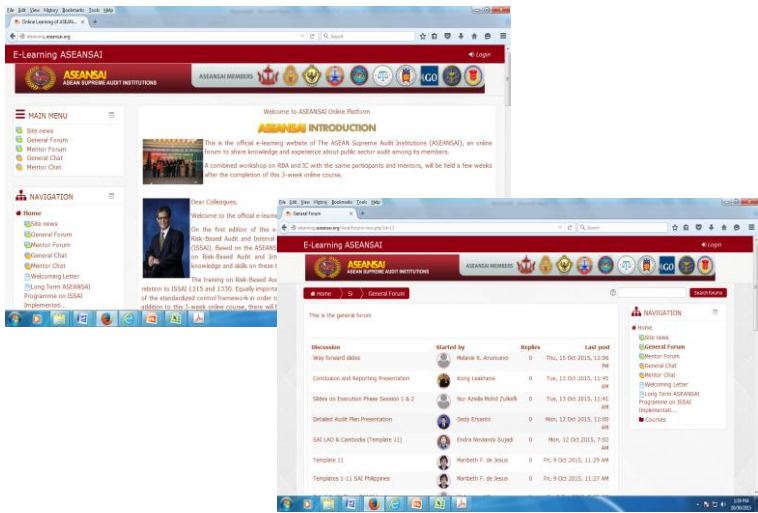 File Edit View History Bookmarks Tools Help
Online Learning of ASEAN...
elearning.aseansai.org
Search
E-Learning ASEANSAI
Login
ASEANSAI
ASEAN SUPREME AUDIT INSTITUTIONS
ASEANSAI MEMBERS
MAIN MENU
Site news
General Forum
Mentor Forum
General Chat
Mentor Chat
NAVIGATION
Home
Site news
General Forum
Mentor Forum
General Chat
Mentor Chat
Welcoming Letter
Long Term ASEANSAI
Programme on ISSAI
Implementati...
Welcome to ASEANSAI Online Platform
ASEANSAI INTRODUCTION
This is the official e-learning website of The ASEAN Supreme Audit Institutions (ASEANSAI), an online
forum to share knowledge and experience about public sector audit among its members.
A combined workshop on RBA and IC with the same participants and mentors, will be held a few weeks
after the completion of this 3-week online course.
Dear Colleagues,
Welcome to the official e-learn
On the first edition of this e
Risk-Based Audit and Internal
(ISSAI). Based on the ASEANS
on Risk-Based Audit and Int
knowledge and skills on these t
The training on Risk-Based Au
relation to ISSAI 1315 and 1330. Equally importa
of the standardized control framework in order t
addition to the 3-week online course, there will
File Edit View History Bookmarks Tools Help
General Forum
Search
E-Learning ASEANSAI
Login
ASEANSAI
ASEAN SUPREME AUDIT INSTITUTIONS
ASEANSAI MEMBERS
Home
SI
General Forum
Search forums
This is the general forum
Discussion Started by Replies Last post
Way forward slides Melanie R. Aronuevo 0 Thu, 15 Oct 2015, 12:06
PM
Conclusion and Reporting Presentation Kong Leakhena 0 Tue, 13 Oct 2015, 11:45
AM
Slides on Execution Phase Session 1 & 2 Nur Azeila Mohd Zulkefli 0 Tue, 13 Oct 2015, 11:41
AM
Detailed Audit Plan Presentation Dedy Eryanto 0 Mon, 12 Oct 2015, 11:00
AM
SAI LAO & Cambodia (Template 11) Endra Noviandy Supadi 0 Mon, 12 Oct 2015, 7:02
AM
Template 11 Maribeth F. de Jesus 0 Fri, 9 Oct 2015, 11:29 AM
Templates 1-11 SAI Philippines Maribeth F. de Jesus 0 Fri, 9 Oct 2015, 11:27 AM
NAVIGATION
Home
Site news
General Forum
Mentor Forum
General Chat
Mentor Chat
Welcoming Letter
Long Term ASEANSAI
Programme on ISSAI
Implementati...
Courses